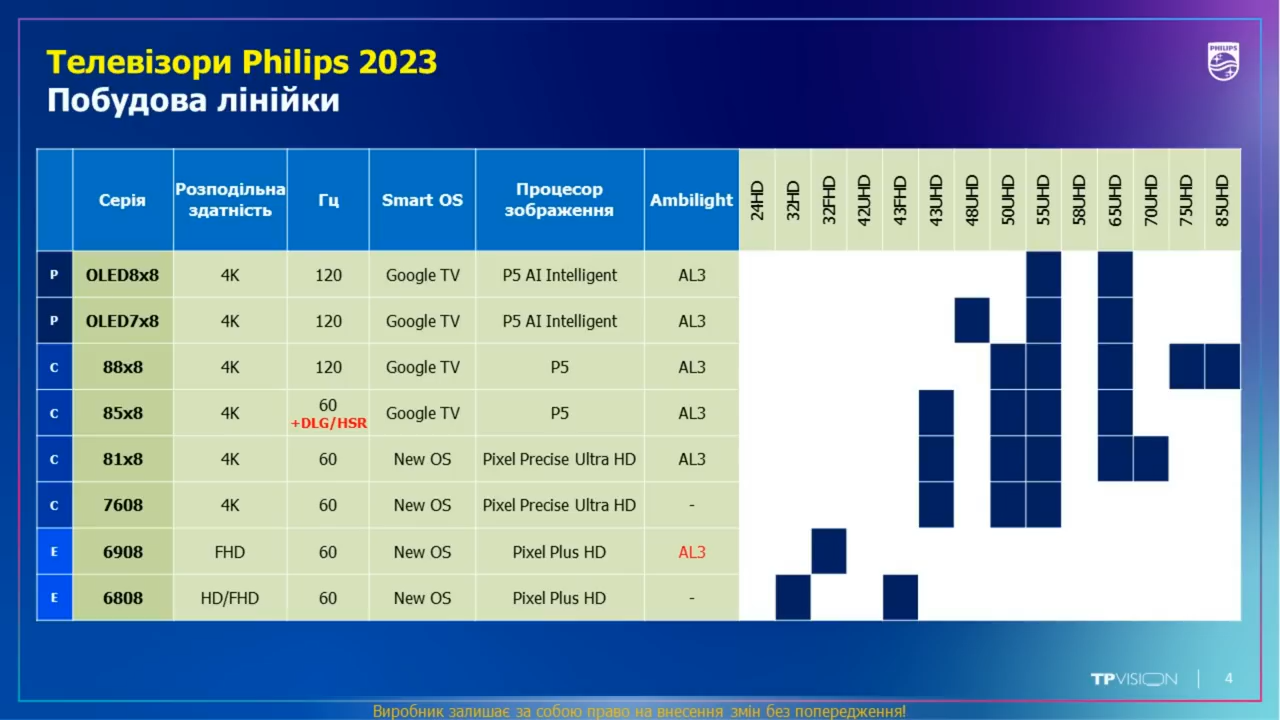 Телевізори Philips 2023
Побудова лінійки
PHILIPS
Серія Розподільна здатність Гц Smart OS Процесор зображення Ambilight 24HD 32HD 32FHD 42UHD 43FHD 43UHD 48UHD 50UHD 55UHD 58UHD 65UHD 70UHD 75UHD 85UHD
P OLED8x8 4K 120 Google TV P5 AI Intelligent AL3
P OLED7x8 4K 120 Google TV P5 AI Intelligent AL3
C 88x8 4K 120 Google TV P5 AL3
C 85x8 4K 60 +DLG/HSR Google TV P5 AL3
C 81x8 4K 60 New OS Pixel Precise Ultra HD AL3
C 7608 4K 60 New OS Pixel Precise Ultra HD -
E 6908 FHD 60 New OS Pixel Plus HD AL3
E 6808 HD/FHD 60 New OS Pixel Plus HD -
TPVISION 4
Виробник залишає за собою право на внесення змін без попередження!